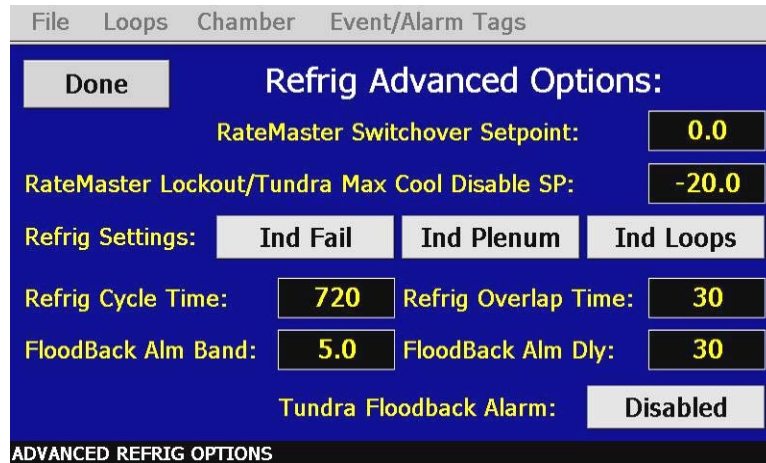 File Loops Chamber Event/Alarm Tags
Done Refrig Advanced Options:
RateMaster Switchover Setpoint: 0.0
RateMaster Lockout/Tundra Max Cool Disable SP: -20.0
Refrig Settings: Ind Fail Ind Plenum Ind Loops
Refrig Cycle Time: 720 Refrig Overlap Time: 30
FloodBack Alm Band: 5.0 FloodBack Alm Dly: 30
Tundra Floodback Alarm: Disabled
ADVANCED REFRIG OPTIONS